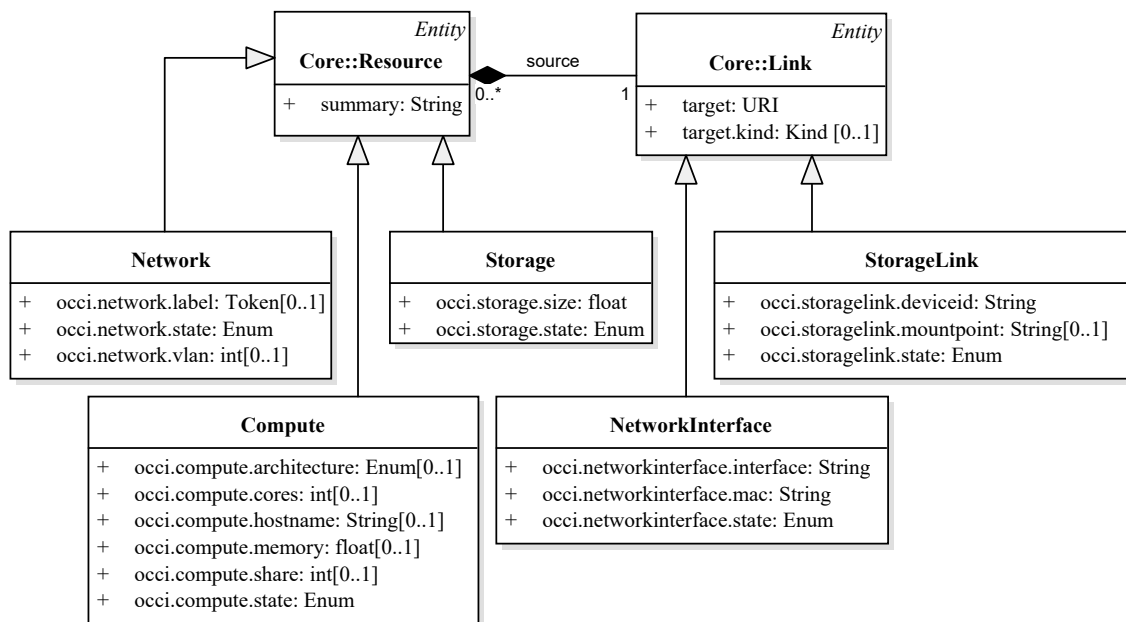 Entity
Core::Resource
+ summary: String
source
0..*
1
Entity
Core::Link
+ target: URI
+ target.kind: Kind [0..1]
Network
+ occi.network.label: Token[0..1]
+ occi.network.state: Enum
+ occi.network.vlan: int[0..1]
Storage
+ occi.storage.size: float
+ occi.storage.state: Enum
StorageLink
+ occi.storagelink.deviceid: String
+ occi.storagelink.mountpoint: String[0..1]
+ occi.storagelink.state: Enum
Compute
+ occi.compute.architecture: Enum[0..1]
+ occi.compute.cores: int[0..1]
+ occi.compute.hostname: String[0..1]
+ occi.compute.memory: float[0..1]
+ occi.compute.share: int[0..1]
+ occi.compute.state: Enum
NetworkInterface
+ occi.networkinterface.interface: String
+ occi.networkinterface.mac: String
+ occi.networkinterface.state: Enum